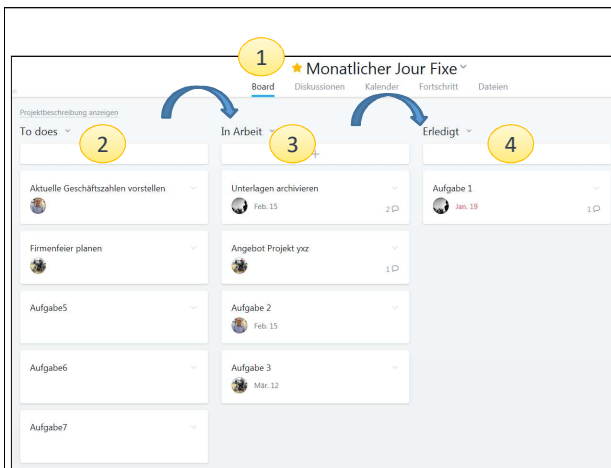 1
Monatlicher Jour Fixe
Board Diskussionen Kalender Fortschritt Dateien
Projektbeschreibung anzeigen
To does
2
Aktuelle Geschäftszahlen vorstellen
Firmenfeier planen
Aufgabe5
Aufgabe6
Aufgabe7
In Arbeit
3
+
Unterlagen archivieren
Feb. 15
2
Angebot Projekt yxz
1
Aufgabe 2
Feb. 15
Aufgabe 3
Mär. 12
Erledigt
4
Aufgabe 1
Jan. 19
1